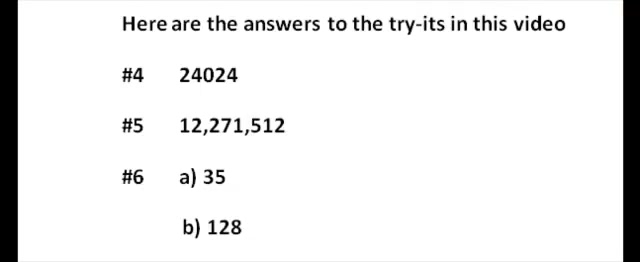 Here are the answers to the try-its in this video
#4 24024
#5 12,271,512
#6 a) 35
b) 128